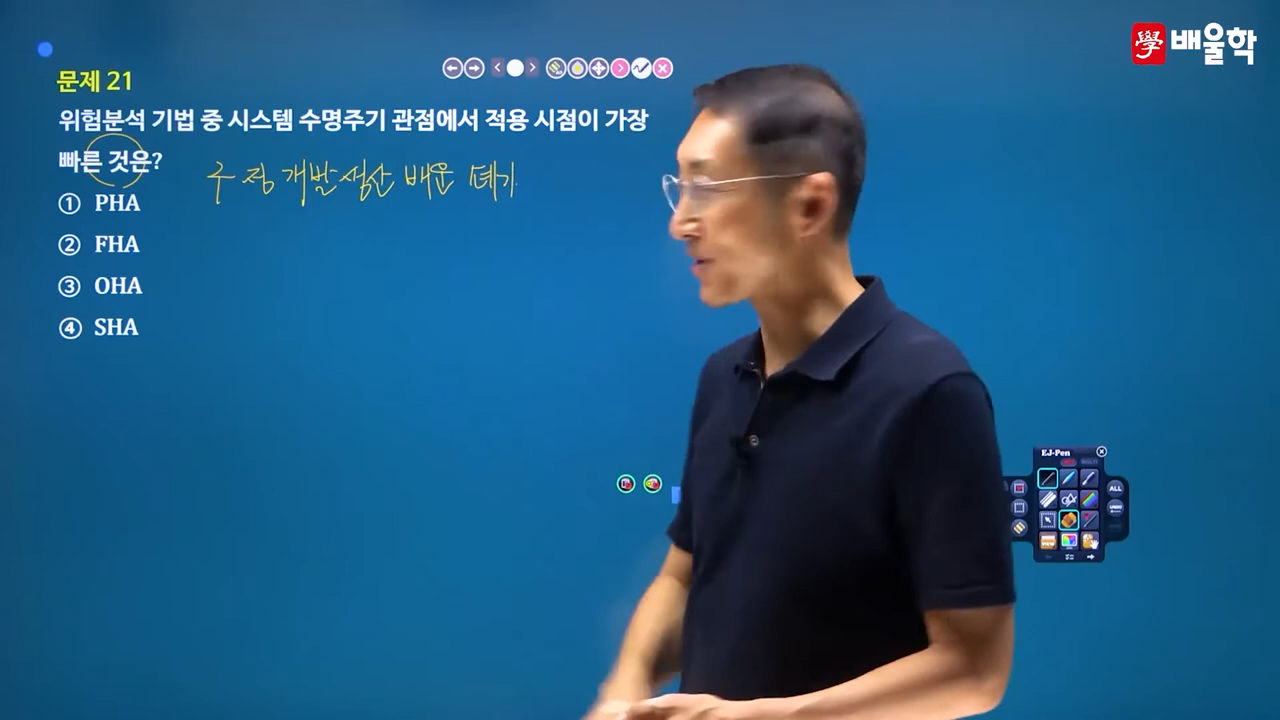 學 배울학
문제 21
위험분석 기법 중 시스템 수명주기 관점에서 적용 시점이 가장
빠른 것은?
구 정 개발 생산 배운 폐기
① PHA
② FHA
③ OHA
④ SHA
EJ-Pen
ALL